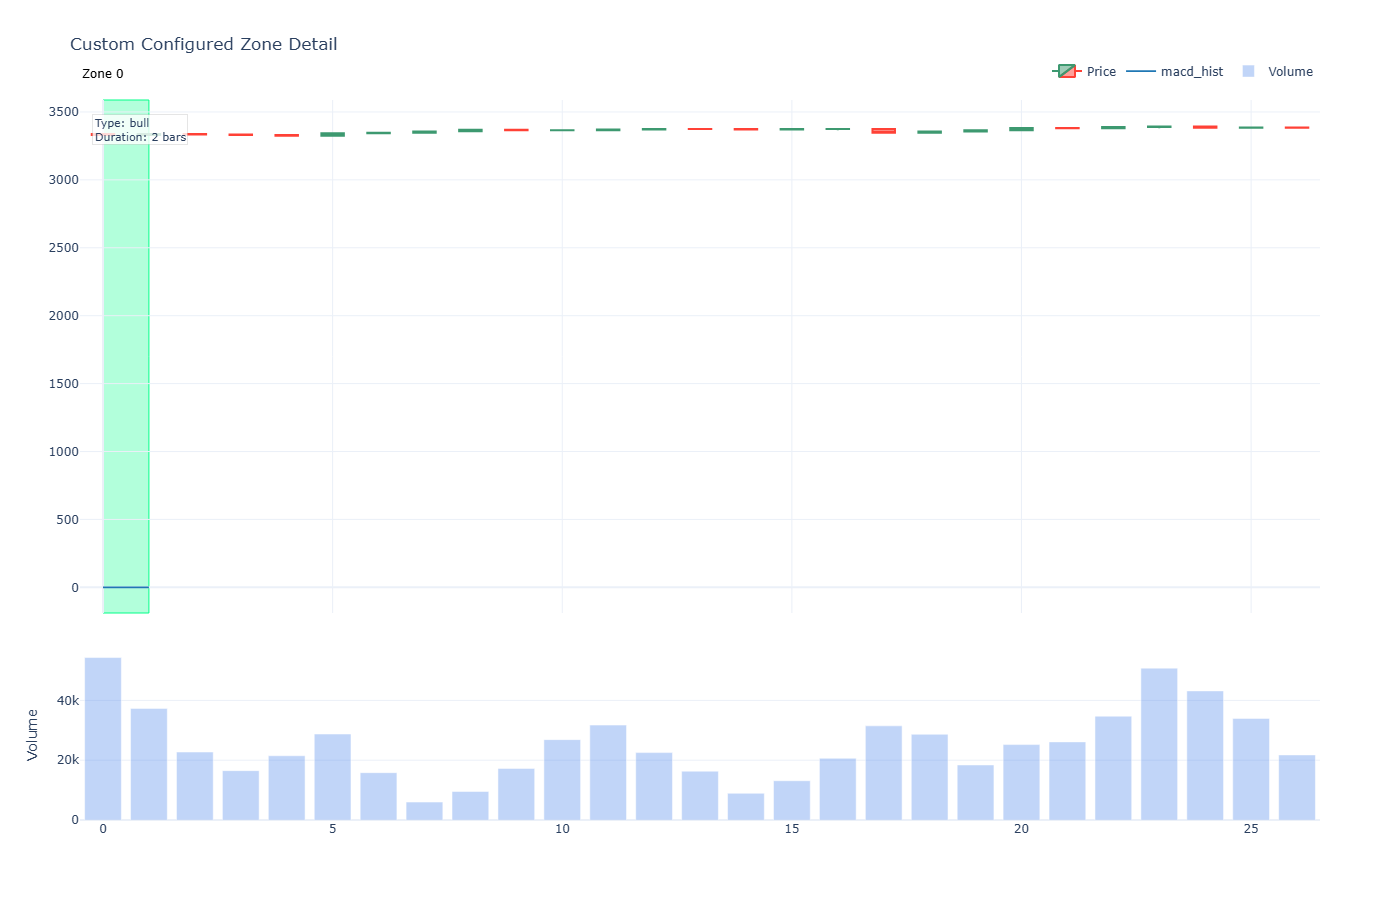 Custom Configured Zone Detail
Zone 0
Price
macd_hist
Volume
Type: bull
Duration: 2 bars
3500
3000
2500
2000
1500
1000
500
0
Volume
40k
20k
0
0
5
10
15
20
25